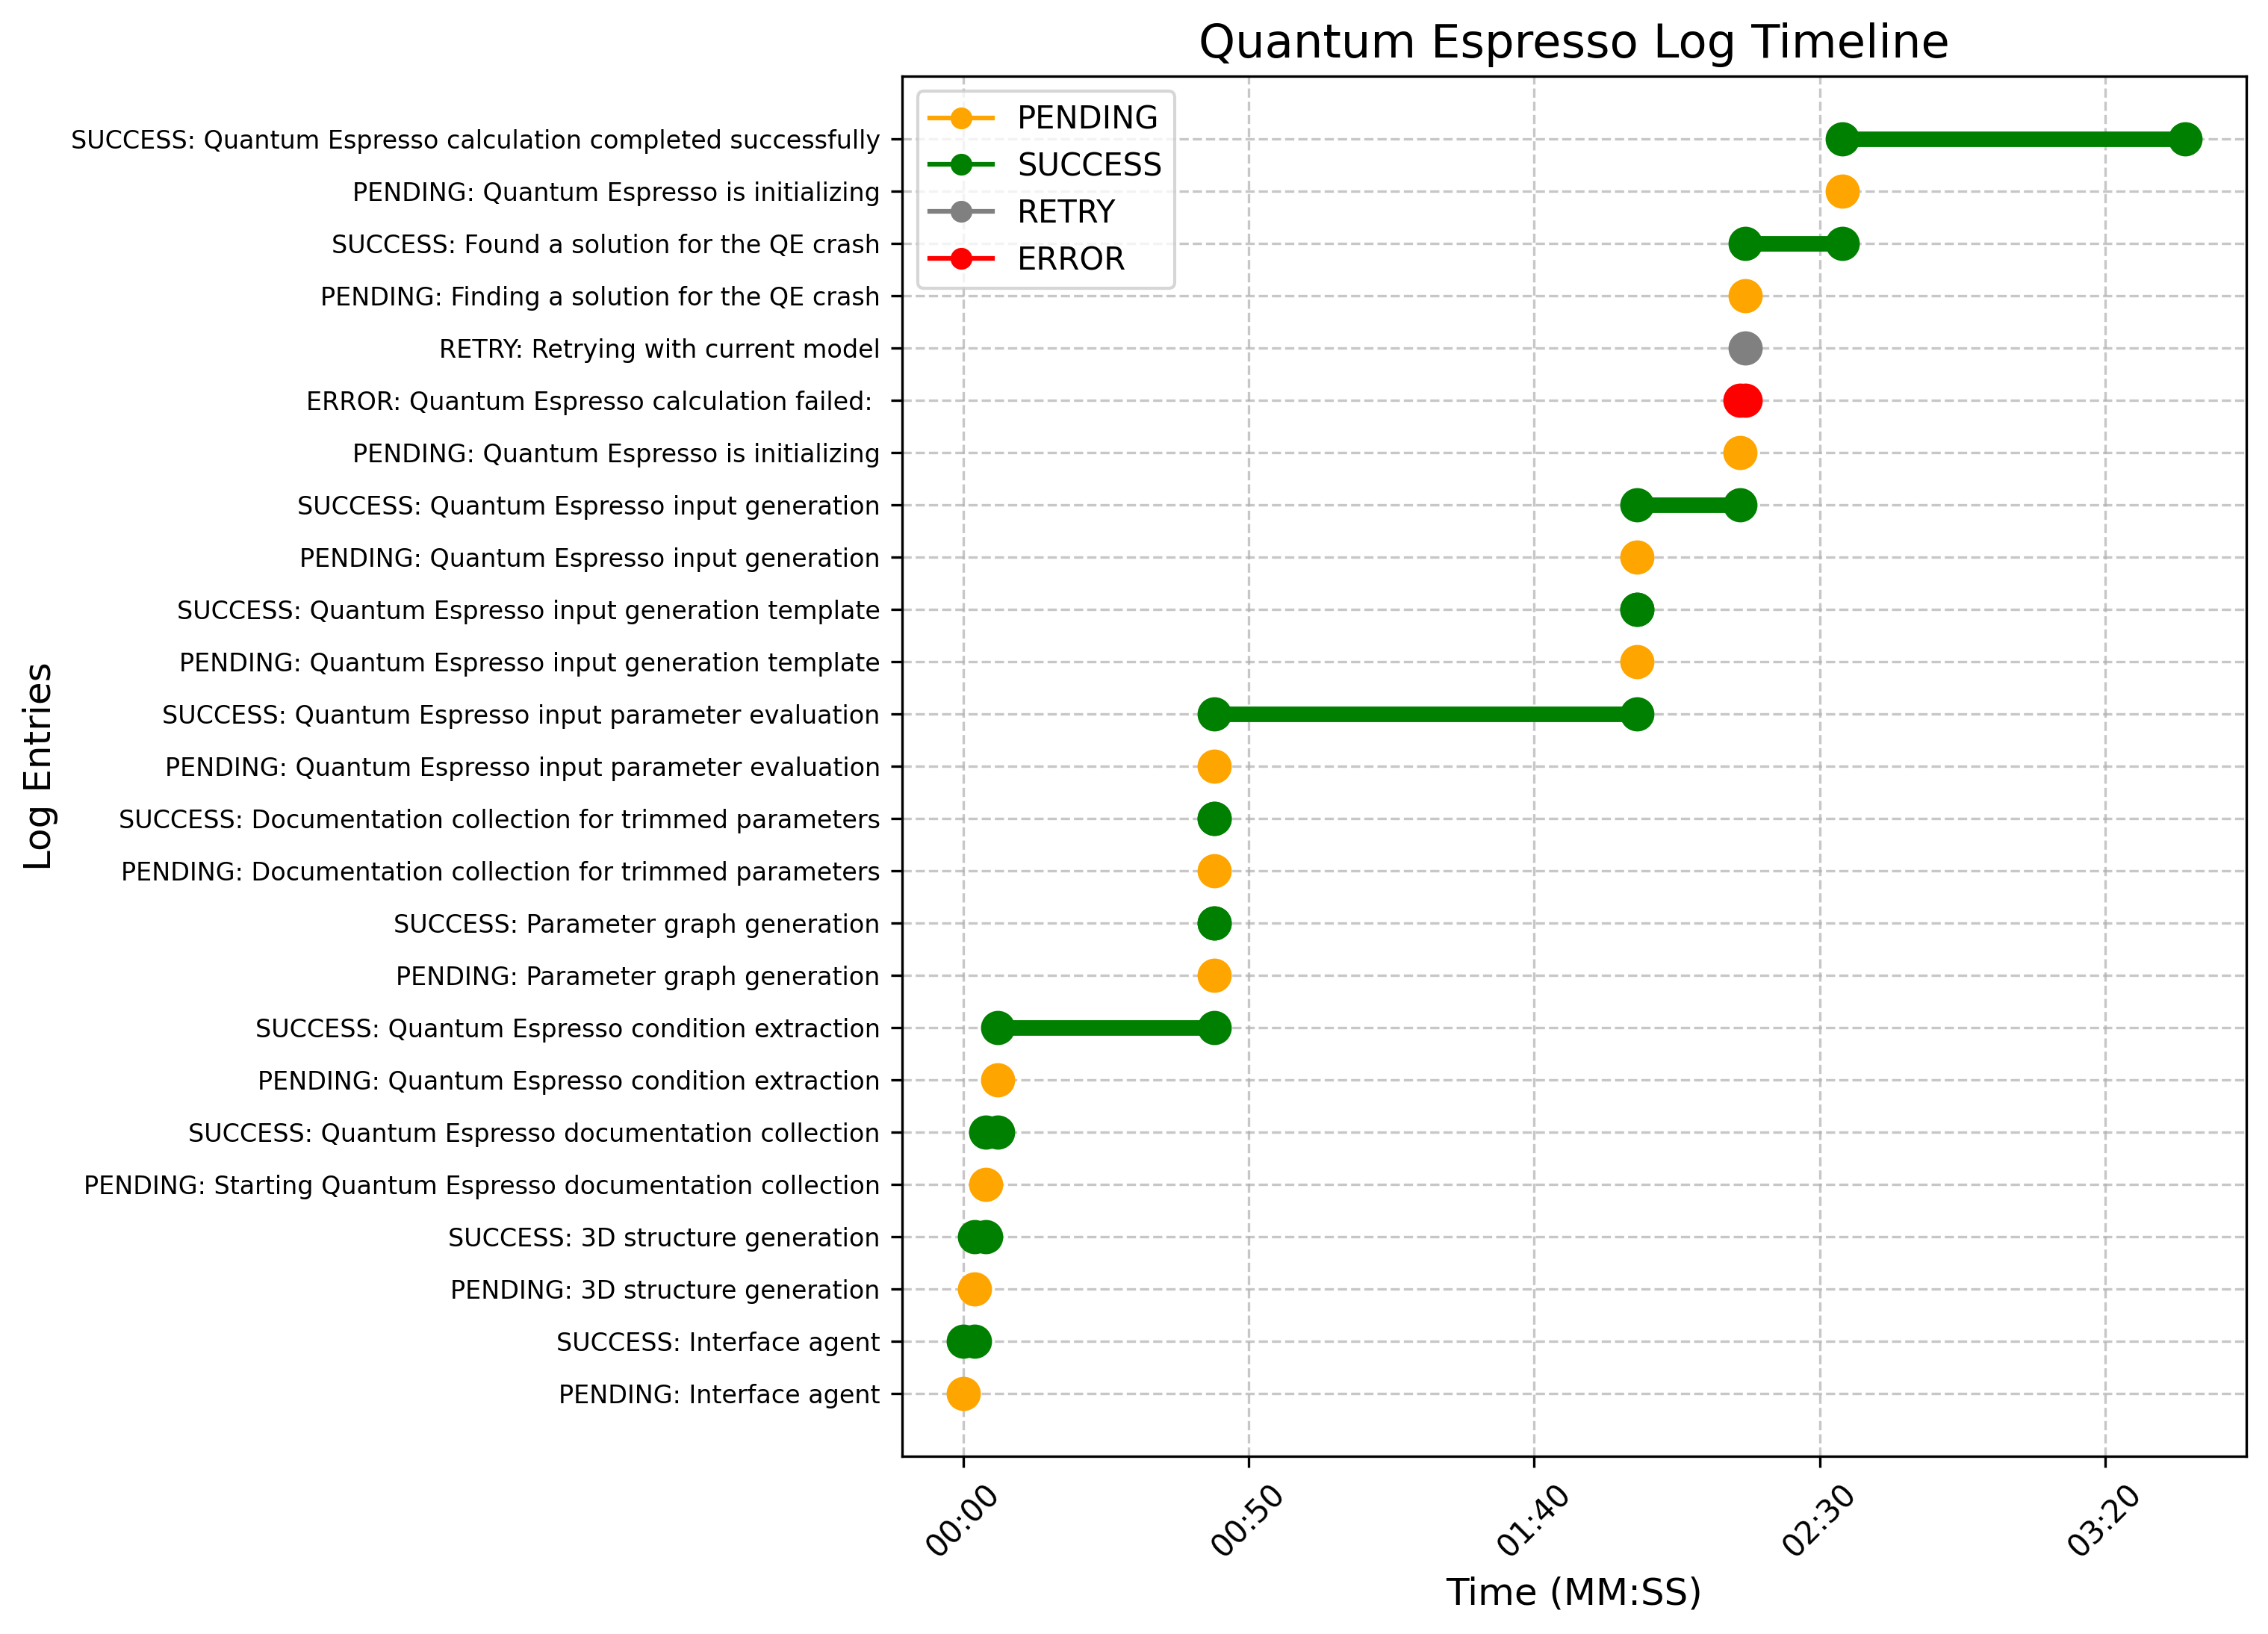 Quantum Espresso Log Timeline
PENDING
SUCCESS
RETRY
ERROR
SUCCESS: Quantum Espresso calculation completed successfully
PENDING: Quantum Espresso is initializing
SUCCESS: Found a solution for the QE crash
PENDING: Finding a solution for the QE crash
RETRY: Retrying with current model
ERROR: Quantum Espresso calculation failed:
PENDING: Quantum Espresso is initializing
SUCCESS: Quantum Espresso input generation
PENDING: Quantum Espresso input generation
SUCCESS: Quantum Espresso input generation template
PENDING: Quantum Espresso input generation template
SUCCESS: Quantum Espresso input parameter evaluation
PENDING: Quantum Espresso input parameter evaluation
SUCCESS: Documentation collection for trimmed parameters
PENDING: Documentation collection for trimmed parameters
SUCCESS: Parameter graph generation
PENDING: Parameter graph generation
SUCCESS: Quantum Espresso condition extraction
PENDING: Quantum Espresso condition extraction
SUCCESS: Quantum Espresso documentation collection
PENDING: Starting Quantum Espresso documentation collection
SUCCESS: 3D structure generation
PENDING: 3D structure generation
SUCCESS: Interface agent
PENDING: Interface agent
Log Entries
00:00
00:50
01:40
02:30
03:20
Time (MM:SS)